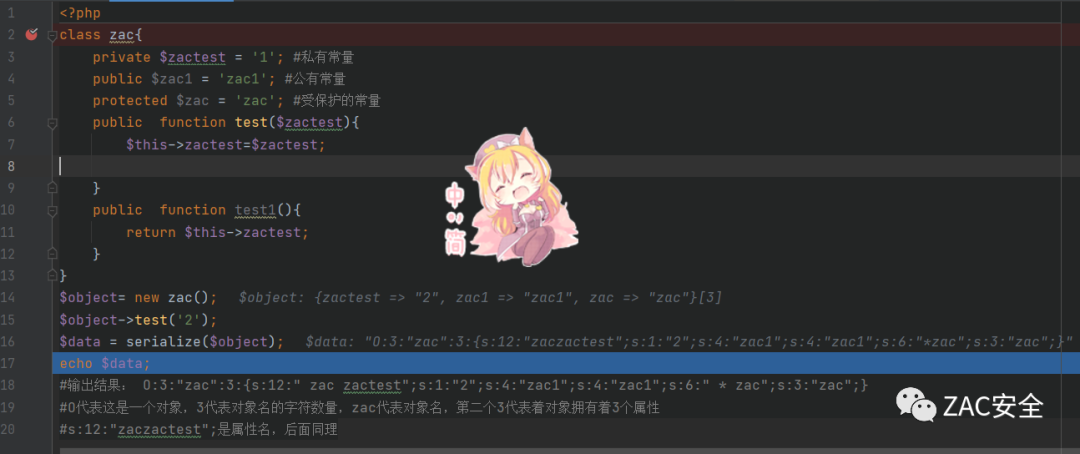 1 <?php
2 class zac{
3 private $zactest = '1'; #私有常量
4 public $zac1 = 'zac1'; #公有常量
5 protected $zac = 'zac'; #受保护的常量
6 public  function test($zactest){
7 $this->zactest=$zactest;
8
9 }
10 public  function test1(){
11 return $this->zactest;
12 }
13 }
14 $object= new zac();   $object: {zactest => "2", zac1 => "zac1", zac => "zac"}[3]
15 $object->test('2');
16 $data = serialize($object);   $data: "O:3:"zac":3:{s:12:"zaczactest";s:1:"2";s:4:"zac1";s:4:"zac1";s:6:"*zac";s:3:"zac";}"
17 echo $data;
18 #输出结果： O:3:"zac":3:{s:12:" zac zactest";s:1:"2";s:4:"zac1";s:4:"zac1";s:6:" * zac";s:3:"zac";}
19 #O代表这是一个对象，3代表对象名的字符数量，zac代表对象名，第二个3代表着对象拥有着3个属性
20 #s:12:"zaczactest";是属性名，后面同理
中
简
ZAC安全